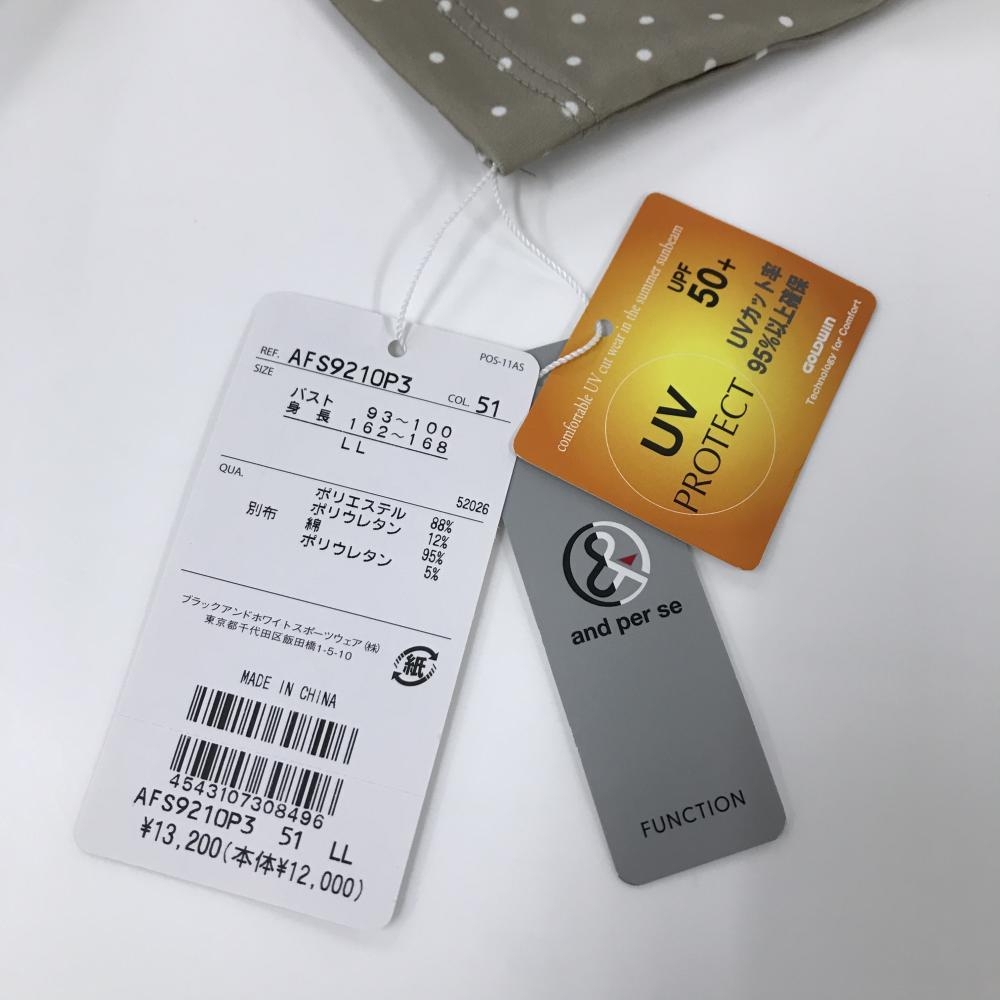 REF. AFS9210P3
POS-11AS
SIZE
COL. 51
バスト 93～100
身長 162～168
LL
QUA.
52026
ポリエステル 88%
ポリウレタン 12%
別布 綿 95%
ポリウレタン 5%
ブラックアンドホワイトスポーツウェア㈱
東京都千代田区飯田橋1-5-10
紙
MADE IN CHINA
4543107308496
AFS9210P3 51 LL
¥13,200(本体¥12,000)
comfortable UV cut wear in the summer sunbeam
UPF
50+
UV
PROTECT
UVカット率
95%以上確保
GOLDWIN
Technology for Comfort
&
and per se
FUNCTION